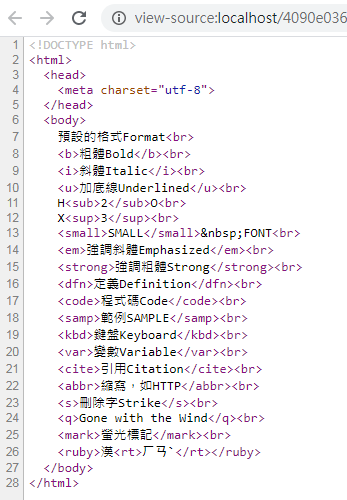 view-source:localhost/4090e036
1 <!DOCTYPE html>
2 <html>
3 <head>
4 <meta charset="utf-8">
5 </head>
6 <body>
7 預設的格式Format<br>
8 <b>粗體Bold</b><br>
9 <i>斜體Italic</i><br>
10 <u>加底線Underlined</u><br>
11 H<sub>2</sub>O<br>
12 X<sup>3</sup><br>
13 <small>SMALL</small>&nbsp;FONT<br>
14 <em>強調斜體Emphasized</em><br>
15 <strong>強調粗體Strong</strong><br>
16 <dfn>定義Definition</dfn><br>
17 <code>程式碼Code</code><br>
18 <samp>範例SAMPLE</samp><br>
19 <kbd>鍵盤Keyboard</kbd><br>
20 <var>變數Variable</var><br>
21 <cite>引用Citation</cite><br>
22 <abbr>縮寫，如HTTP</abbr><br>
23 <s>刪除字Strike</s><br>
24 <q>Gone with the Wind</q><br>
25 <mark>螢光標記</mark><br>
26 <ruby>漢<rt>ㄏㄢˋ</rt></ruby>
27 </body>
28 </html>